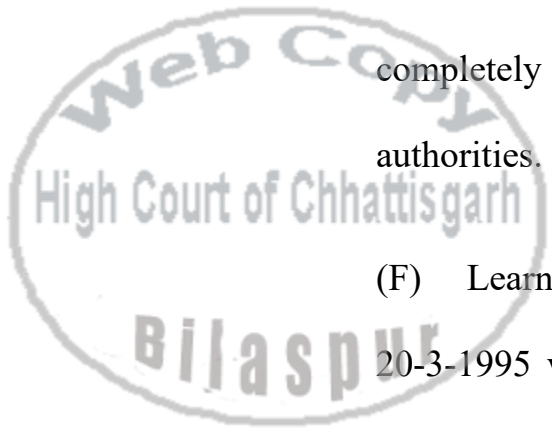 Web Copy
completely
authorities.
High Court of Chhattisgarh
(F) Learn
Bilaspur
20-3-1995